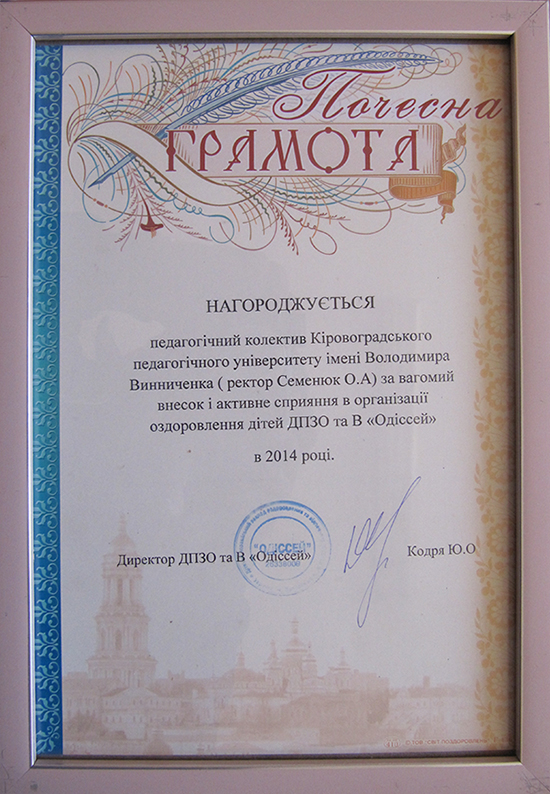 Почесна
ГРАМОТА
НАГОРОДЖУЄТЬСЯ
педагогічний колектив Кіровоградського
педагогічного університету імені Володимира
Винниченка ( ректор Семенюк О.А) за вагомий
внесок і активне сприяння в організації
оздоровлення дітей ДПЗО та В «Одіссей»
в 2014 році.
"ОДІССЕЙ"
Директор ДПЗО та В «Одіссей»
Кодря Ю.О